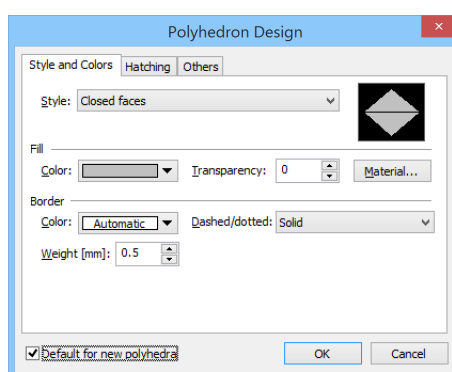 Polyhedron Design
Style and Colors Hatching Others
Style: Closed faces
Fill
Color: Transparency: 0 Material...
Border
Color: Automatic Dashed/dotted: Solid
Weight [mm]: 0.5
Default for new polyhedra OK Cancel